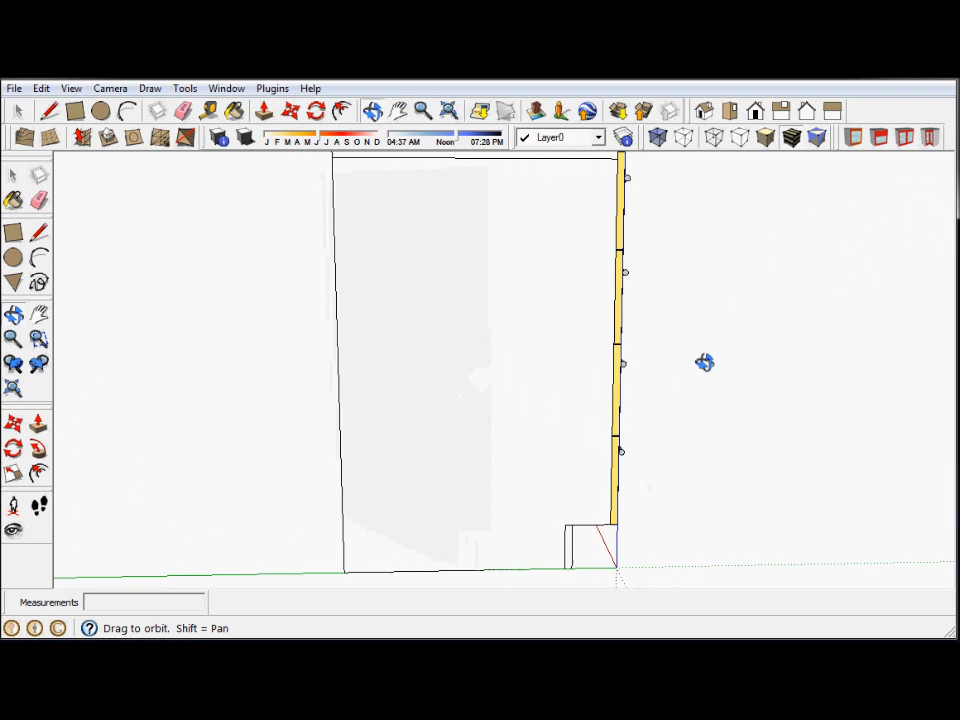 File Edit View Camera Draw Tools Window Plugins Help
J F M A M J J A S O N D 04:37 AM Noon 07:28 PM Layer0
Measurements
Drag to orbit. Shift = Pan